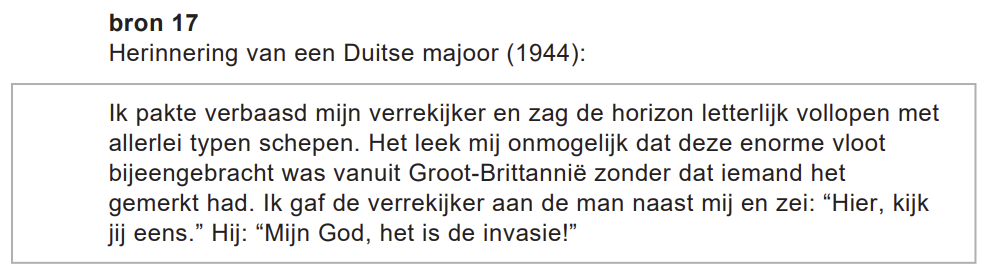 bron 17
Herinnering van een Duitse majoor (1944):
Ik pakte verbaasd mijn verrekijker en zag de horizon letterlijk vollopen met
allerlei typen schepen. Het leek mij onmogelijk dat deze enorme vloot
bijeengebracht was vanuit Groot-Brittannië zonder dat iemand het
gemerkt had. Ik gaf de verrekijker aan de man naast mij en zei: “Hier, kijk
jij eens.” Hij: “Mijn God, het is de invasie!”